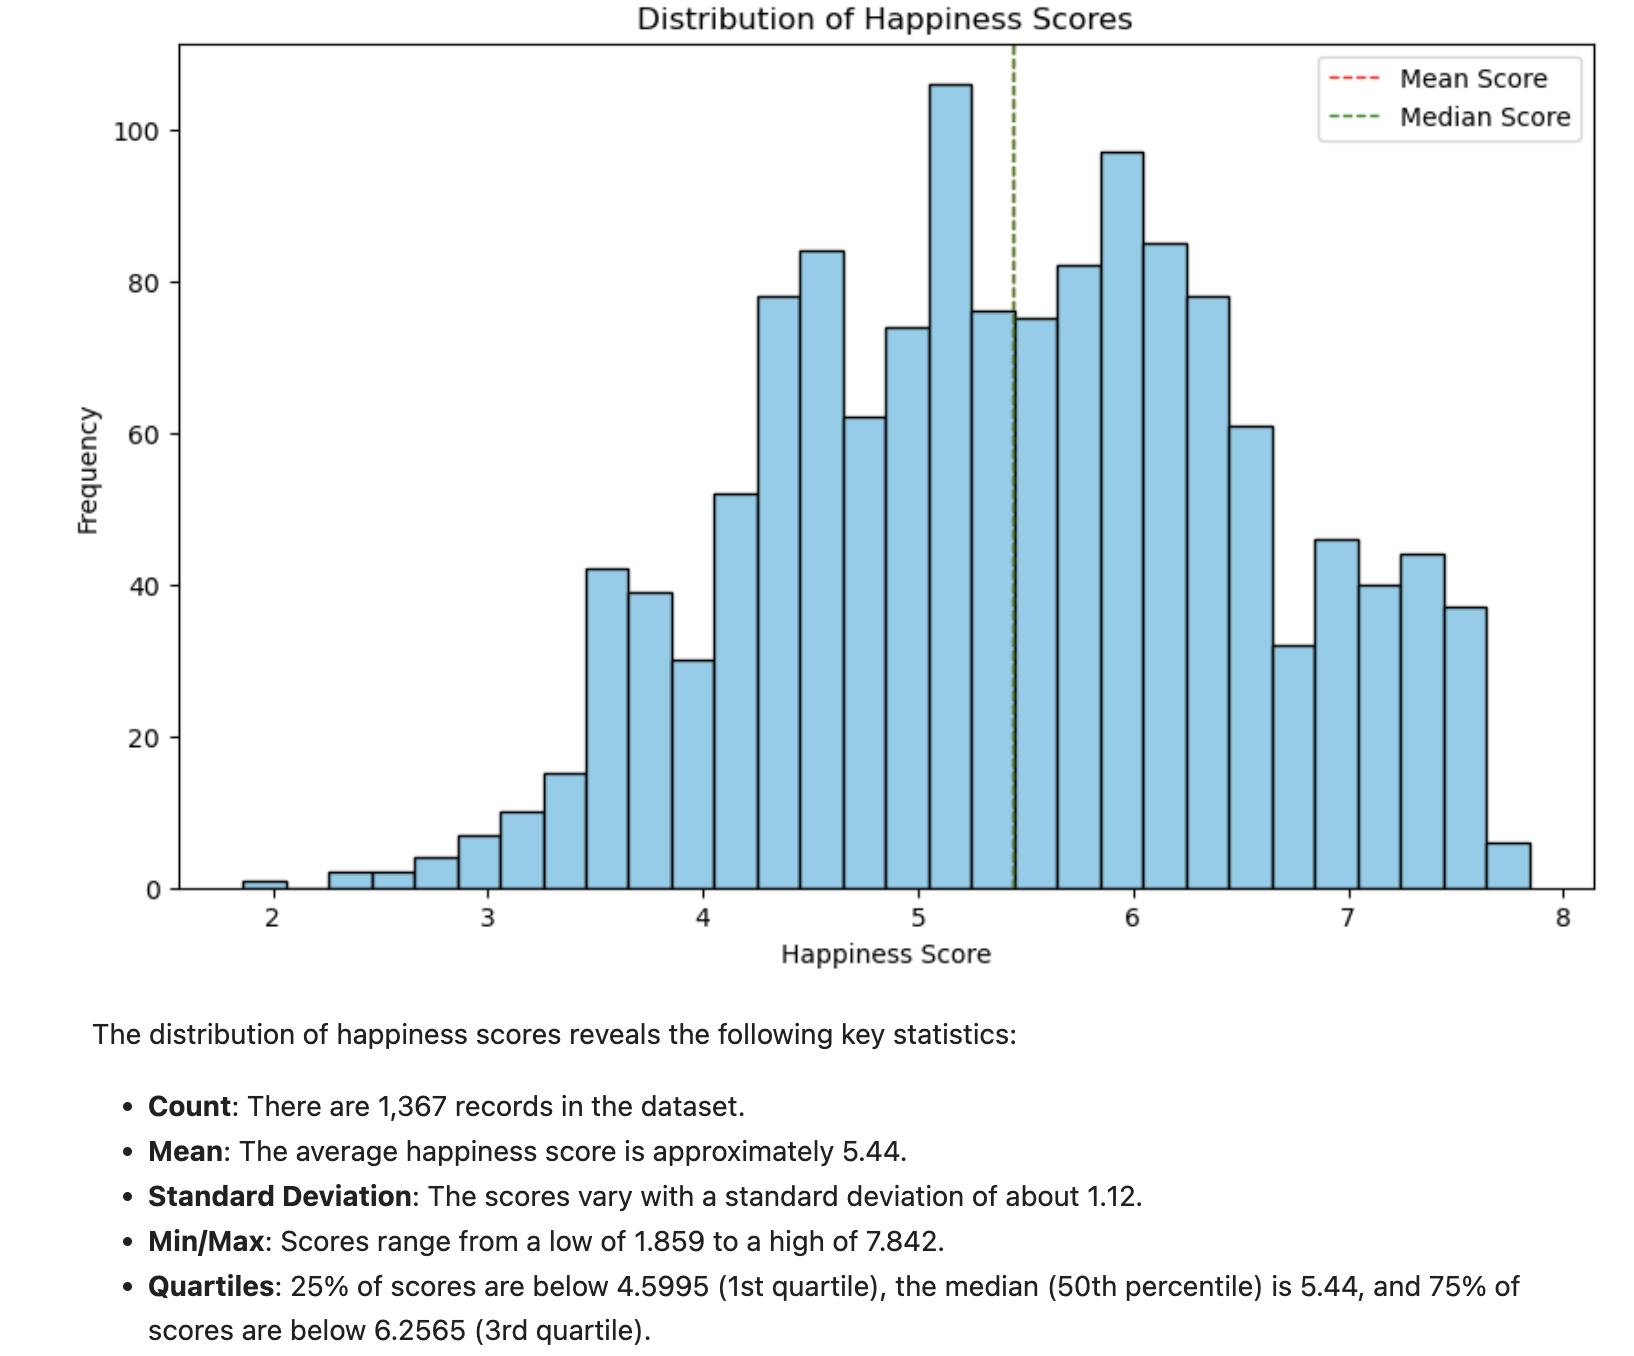 Distribution of Happiness Scores
Mean Score
Median Score
100
80
60
40
20
0
Frequency
2 3 4 5 6 7 8
Happiness Score
The distribution of happiness scores reveals the following key statistics:
• Count: There are 1,367 records in the dataset.
• Mean: The average happiness score is approximately 5.44.
• Standard Deviation: The scores vary with a standard deviation of about 1.12.
• Min/Max: Scores range from a low of 1.859 to a high of 7.842.
• Quartiles: 25% of scores are below 4.5995 (1st quartile), the median (50th percentile) is 5.44, and 75% of
scores are below 6.2565 (3rd quartile).